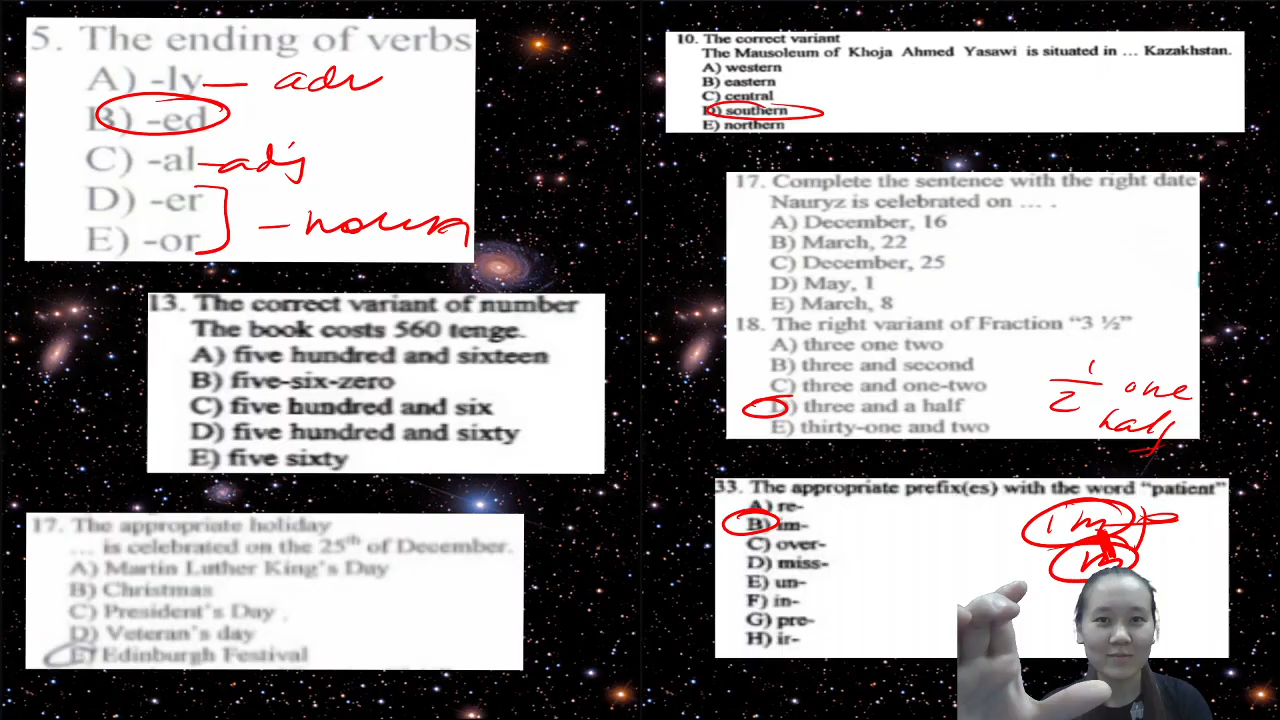 5. The ending of verbs
A) -ly — adv
B) -ed
C) -al - adj
D) -er
E) -or - noun
13. The correct variant of number
The book costs 560 tenge.
A) five hundred and sixteen
B) five-six-zero
C) five hundred and six
D) five hundred and sixty
E) five sixty
17. The appropriate holiday
... is celebrated on the 25th of December.
A) Martin Luther King's Day
B) Christmas
C) President's Day .
D) Veteran's day
E) Edinburgh Festival
10. The correct variant
The Mausoleum of Khoja Ahmed Yasawi is situated in ... Kazakhstan.
A) western
B) eastern
C) central
D) southern
E) northern
17. Complete the sentence with the right date
Nauryz is celebrated on ... .
A) December, 16
B) March, 22
C) December, 25
D) May, 1
E) March, 8
18. The right variant of Fraction “3 ½”
A) three one two
B) three and second
C) three and one-two
D) three and a half
E) thirty-one and two
1/2 one
half
33. The appropriate prefix(es) with the word “patient”
A) re-
B) im-
C) over-
D) miss-
E) un-
F) in-
G) pre-
H) ir-
im p
m